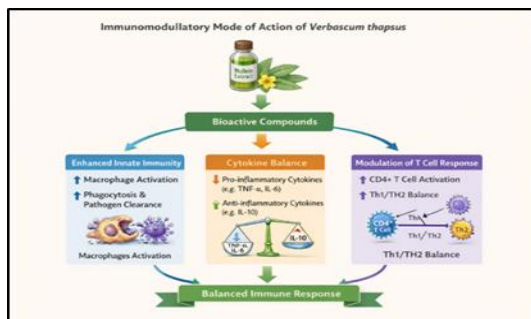 Immunomodullatory Mode of Action of Verbascum thapsus
Mullein
Extract
Bioactive Compounds
Enhanced Innate Immunity
↑ Macrophage Activation
↑ Phagocytosis &
Pathogen Clearance
Macrophages Activation
Cytokine Balance
↓ Pro-inflammatory Cytokines
(e.g. TNF-α, IL-6)
↑ Anti-inflammatory Cytokines
(e.g. IL-10)
TNF-α,
IL-6
IL-10
Modulation of T Cell Response
↑ CD4+ T Cell Activation
↑ Th1/TH2 Balance
CD4+
T Cell
Th1/Th2
Th2
Th1/TH2 Balance
Balanced Immune Response